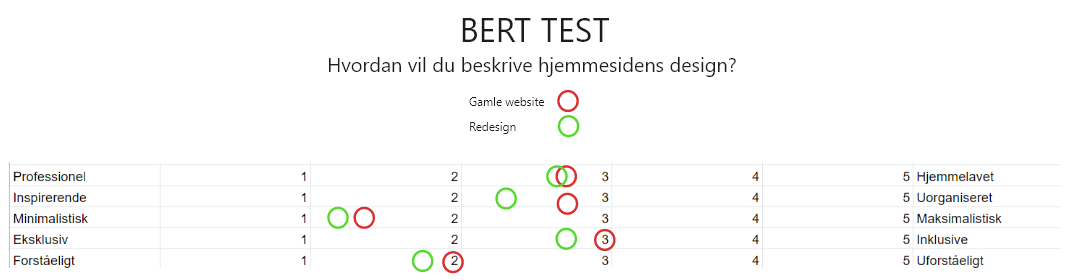 BERT TEST
Hvordan vil du beskrive hjemmesidens design?
Gamle website
Redesign
Professionel 1 2 3 4 5 Hjemmelavet
Inspirerende 1 2 3 4 5 Uorganiseret
Minimalistisk 1 2 3 4 5 Maksimalistisk
Eksklusiv 1 2 3 4 5 Inklusive
Forståeligt 1 2 3 4 5 Uforståeligt